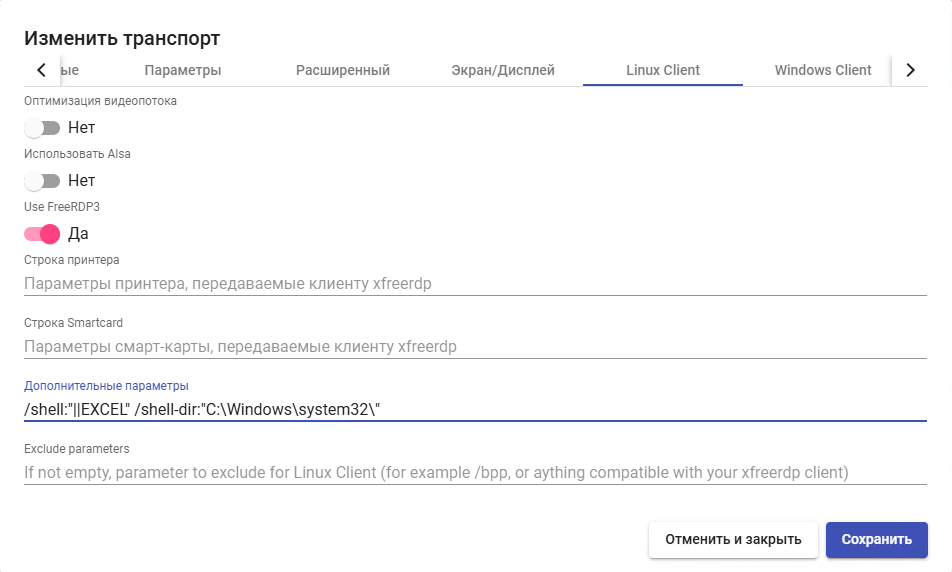 Изменить транспорт
ые Параметры Расширенный Экран/Дисплей Linux Client Windows Client
Оптимизация видеопотока
Нет
Использовать Alsa
Нет
Use FreeRDP3
Да
Строка принтера
Параметры принтера, передаваемые клиенту xfreerdp
Строка Smartcard
Параметры смарт-карты, передаваемые клиенту xfreerdp
Дополнительные параметры
/shell:"||EXCEL" /shell-dir:"C:\Windows\system32\"
Exclude parameters
If not empty, parameter to exclude for Linux Client (for example /bpp, or aything compatible with your xfreerdp client)
Отменить и закрыть Сохранить